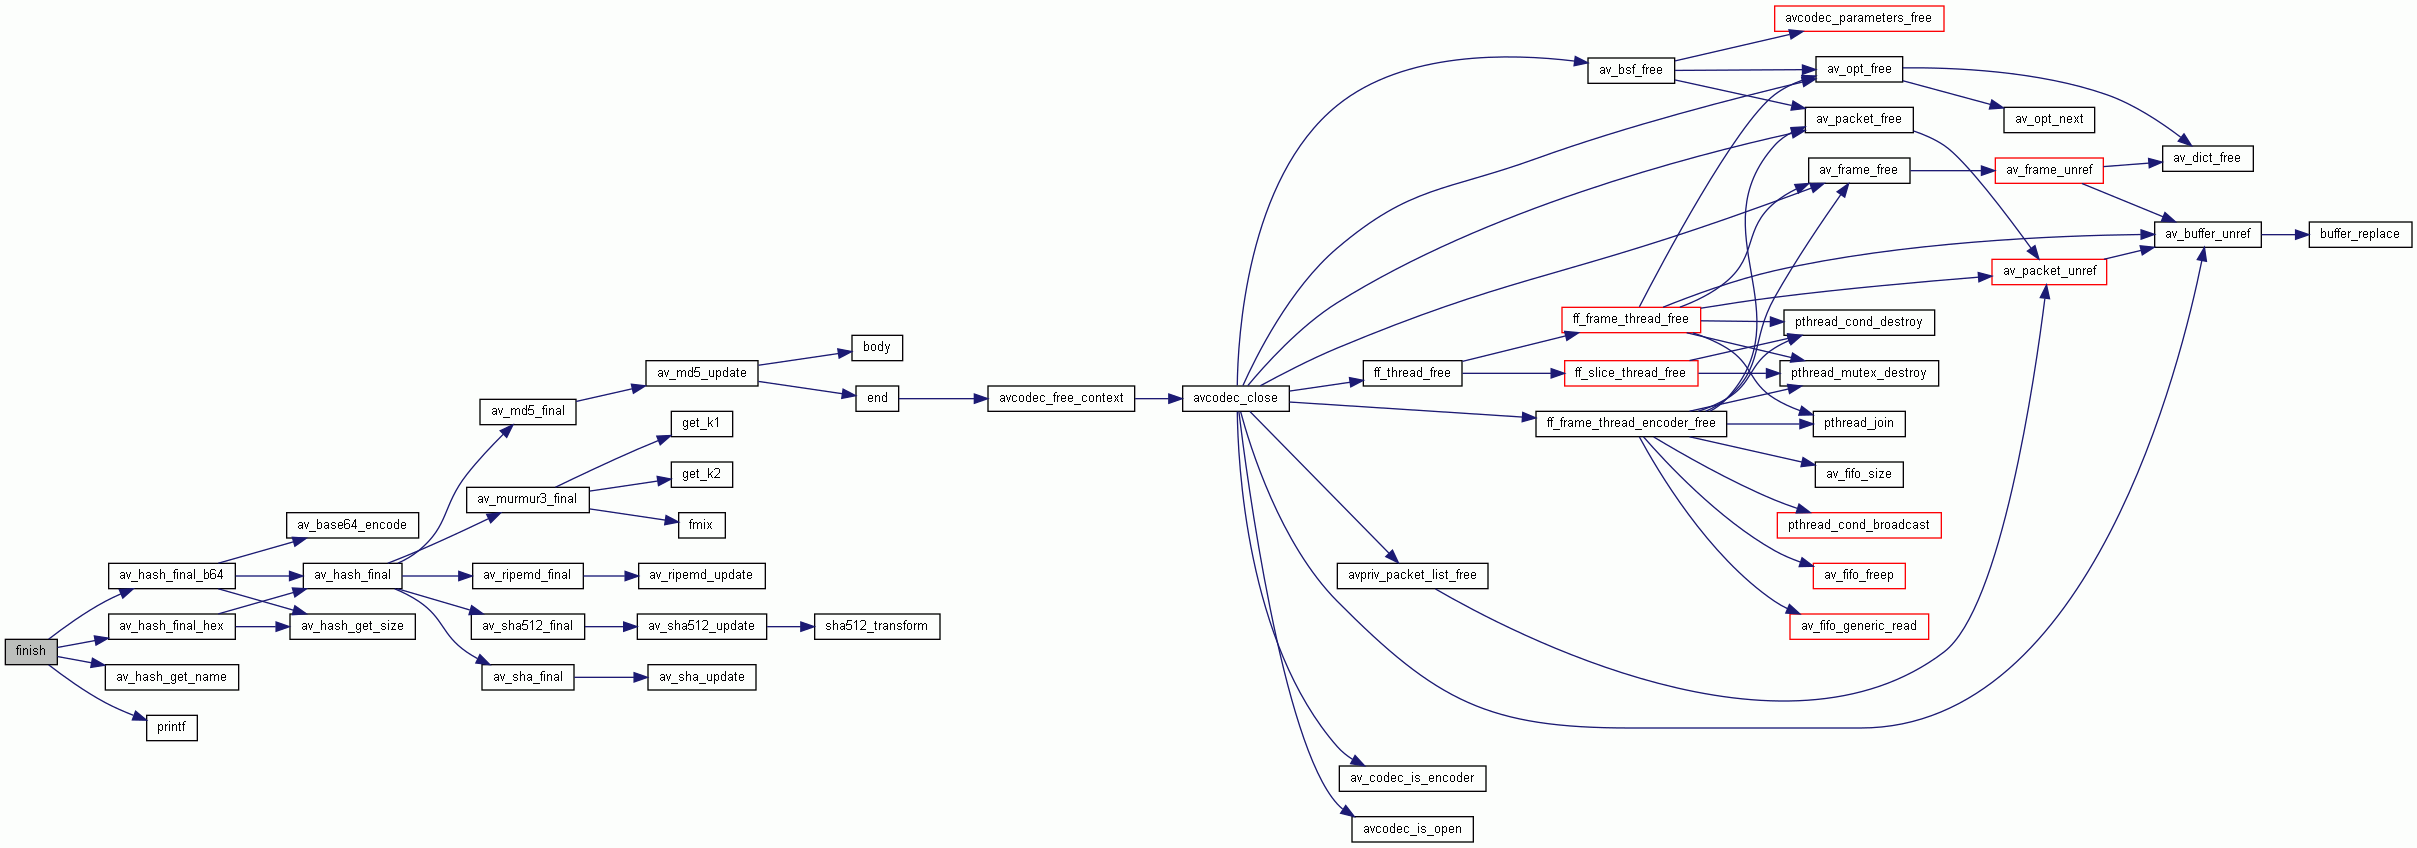 avcodec_parameters_free
av_bsf_free
av_opt_free
av_packet_free
av_opt_next
av_dict_free
av_frame_free
av_frame_unref
av_buffer_unref
buffer_replace
av_packet_unref
ff_frame_thread_free
pthread_cond_destroy
body
av_md5_update
ff_thread_free
ff_slice_thread_free
pthread_mutex_destroy
end
avcodec_free_context
avcodec_close
av_md5_final
get_k1
ff_frame_thread_encoder_free
pthread_join
get_k2
av_fifo_size
av_murmur3_final
av_base64_encode
fmix
pthread_cond_broadcast
av_hash_final_b64
av_hash_final
av_ripemd_final
av_ripemd_update
avpriv_packet_list_free
av_fifo_freep
av_hash_final_hex
av_hash_get_size
av_sha512_final
av_sha512_update
sha512_transform
av_fifo_generic_read
finish
av_hash_get_name
av_sha_final
av_sha_update
printf
av_codec_is_encoder
avcodec_is_open